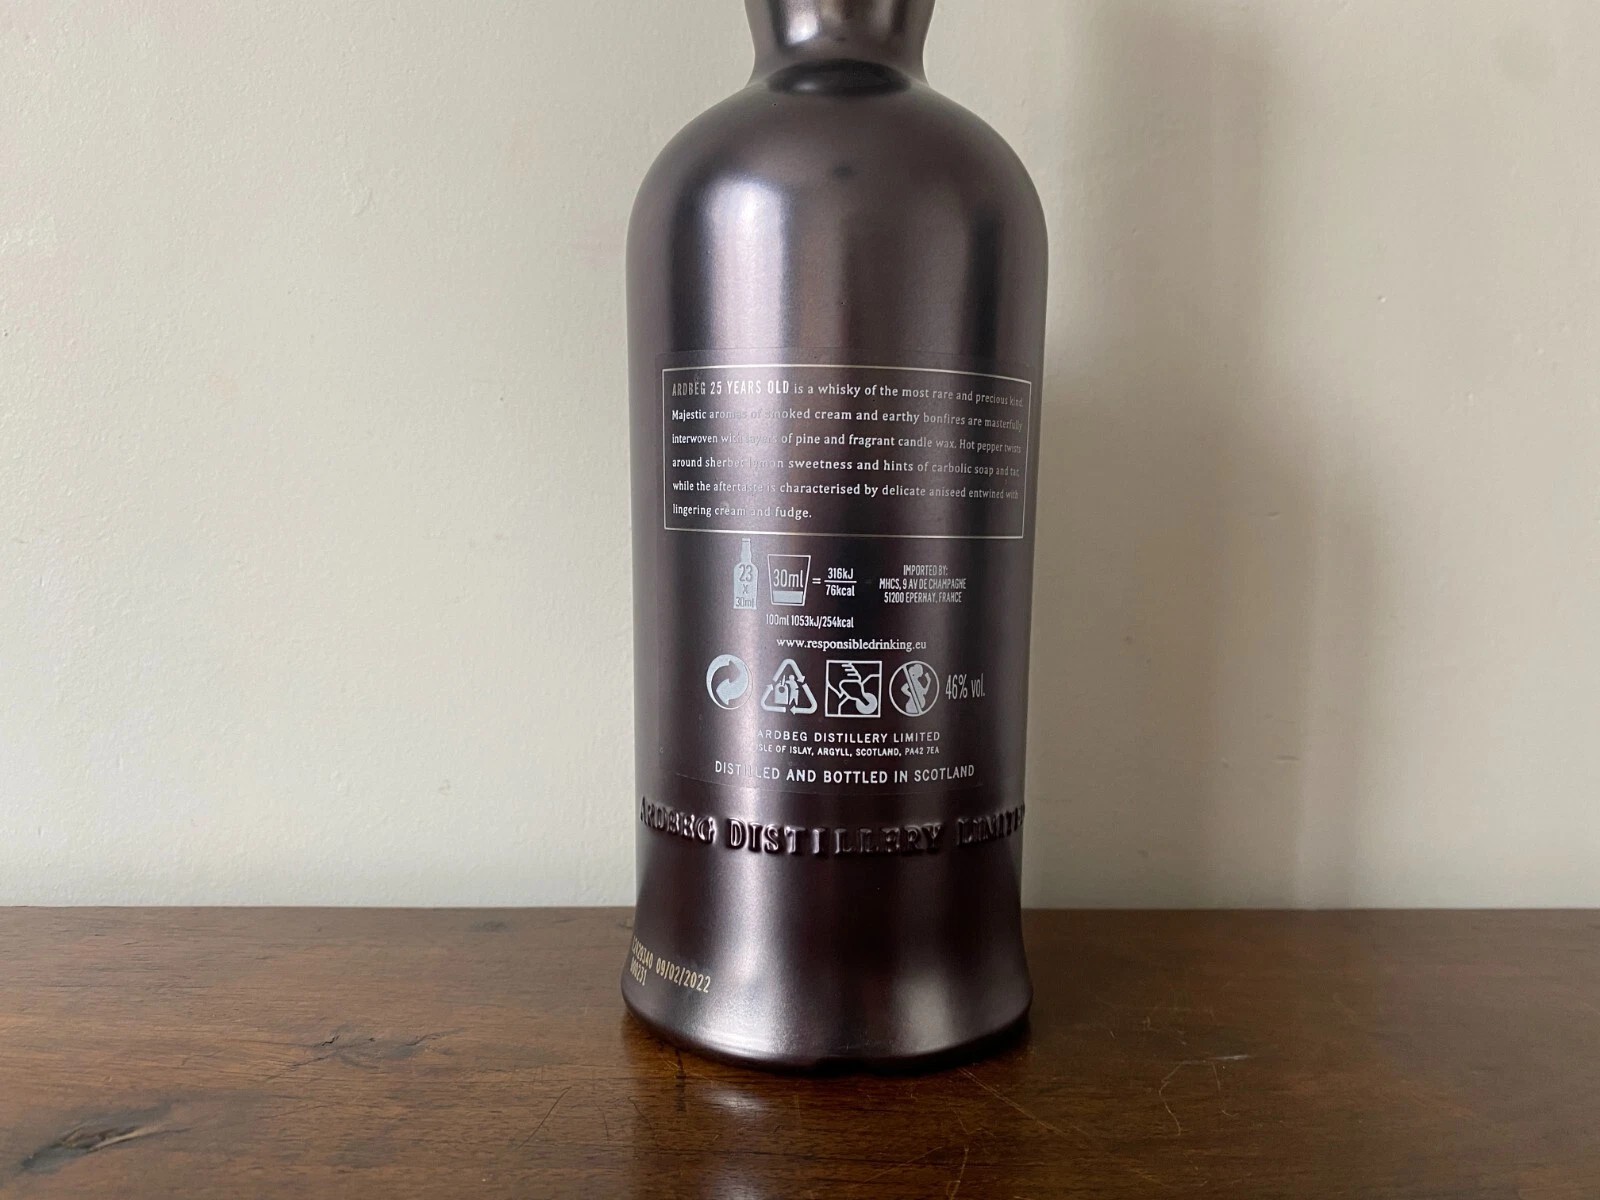 ARDBEG 25 YEARS OLD is a whisky of the most rare and precious kind.
Majestic aromas of smoked cream and earthy bonfires are masterfully
interwoven with layers of pine and fragrant candle wax. Hot pepper twists
around sherbet lemon sweetness and hints of carbolic soap and tar,
while the aftertaste is characterised by delicate aniseed entwined with
lingering cream and fudge.
23
x
30ml
30ml
=
316kJ
76kcal
100ml 1053kJ/254kcal
IMPORTED BY:
MHCS, 9 AV DE CHAMPAGNE
51200 EPERNAY, FRANCE
www.responsibledrinking.eu
46% vol.
ARDBEG DISTILLERY LIMITED
ISLE OF ISLAY, ARGYLL, SCOTLAND, PA42 7EA
DISTILLED AND BOTTLED IN SCOTLAND
ARDBEG DISTILLERY LIMITED
09/02/2022